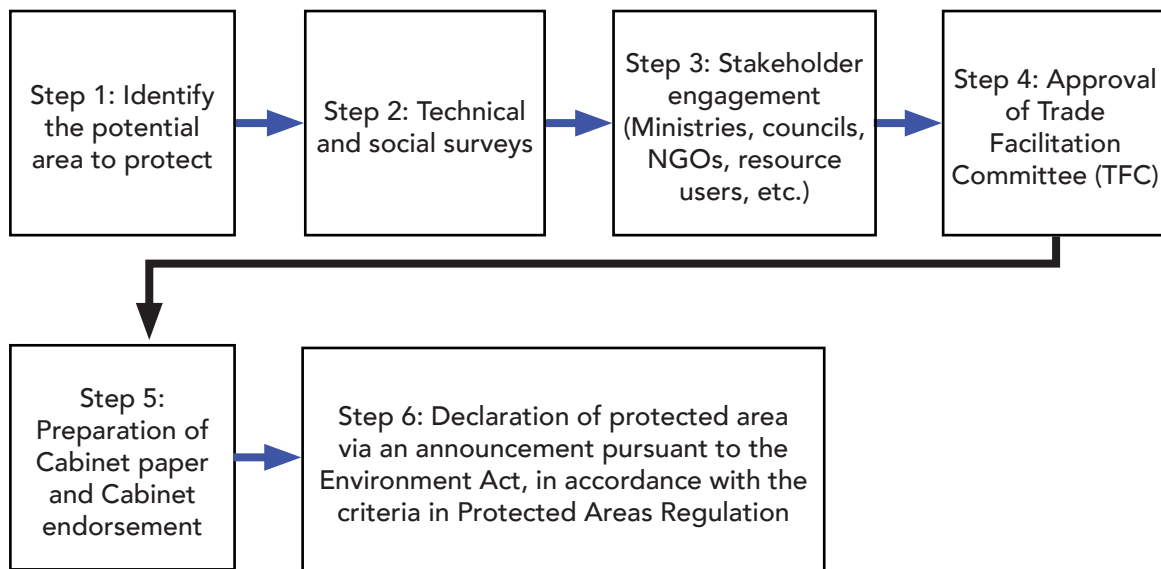 Step 1: Identify
the potential
area to protect
Step 2: Technical
and social surveys
Step 3: Stakeholder
engagement
(Ministries, councils,
NGOs, resource
users, etc.)
Step 4: Approval
of Trade
Facilitation
Committee (TFC)
Step 5:
Preparation of
Cabinet paper
and Cabinet
endorsement
Step 6: Declaration of protected area
via an announcement pursuant to the
Environment Act, in accordance with the
criteria in Protected Areas Regulation